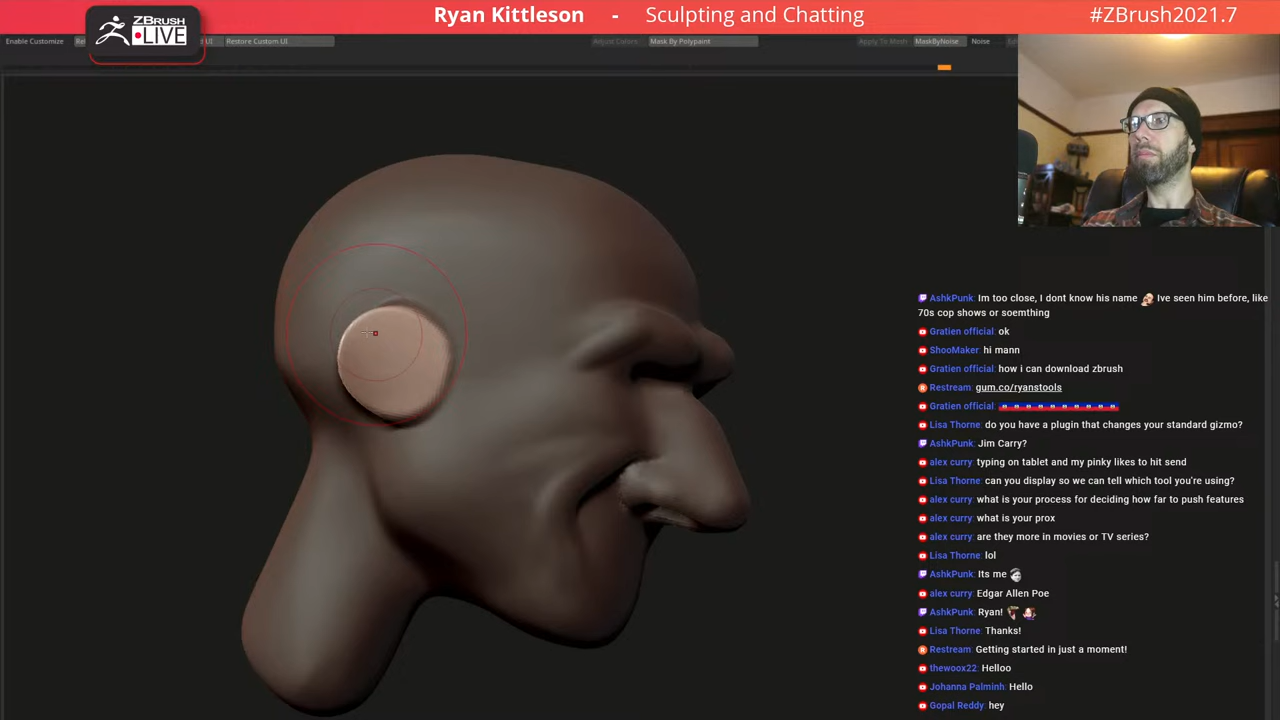 Ryan Kittleson - Sculpting and Chatting #ZBrush2021.7
ZBRUSH
LIVE
Enable Customize UI Restore Custom UI Adjust Colors Mask By Polypaint Apply To Mesh MaskByNoise Noise
AshkPunk: Im too close, I dont know his name Ive seen him before, like
70s cop shows or soemthing
Gratien official: ok
ShooMaker: hi mann
Gratien official: how i can download zbrush
Restream: gum.co/ryanstools
Gratien official:
Lisa Thorne: do you have a plugin that changes your standard gizmo?
AshkPunk: Jim Carry?
alex curry: typing on tablet and my pinky likes to hit send
Lisa Thorne: can you display so we can tell which tool you're using?
alex curry: what is your process for deciding how far to push features
alex curry: what is your prox
alex curry: are they more in movies or TV series?
Lisa Thorne: lol
AshkPunk: Its me
alex curry: Edgar Allen Poe
AshkPunk: Ryan!
Lisa Thorne: Thanks!
Restream: Getting started in just a moment!
thewoox22: Helloo
Johanna Palminh: Hello
Gopal Reddy: hey